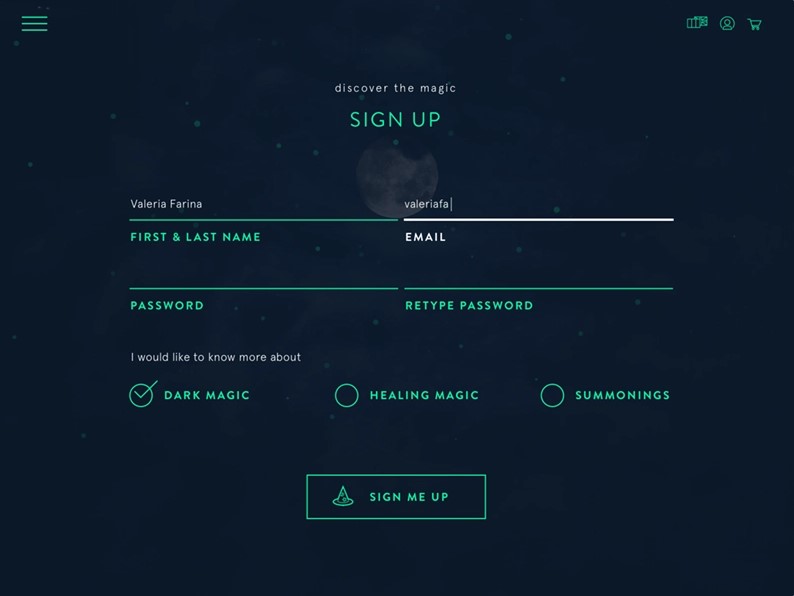 discover the magic
SIGN UP
Valeria Farina
valeriafa
FIRST & LAST NAME
EMAIL
PASSWORD
RETYPE PASSWORD
I would like to know more about
DARK MAGIC
HEALING MAGIC
SUMMONINGS
SIGN ME UP